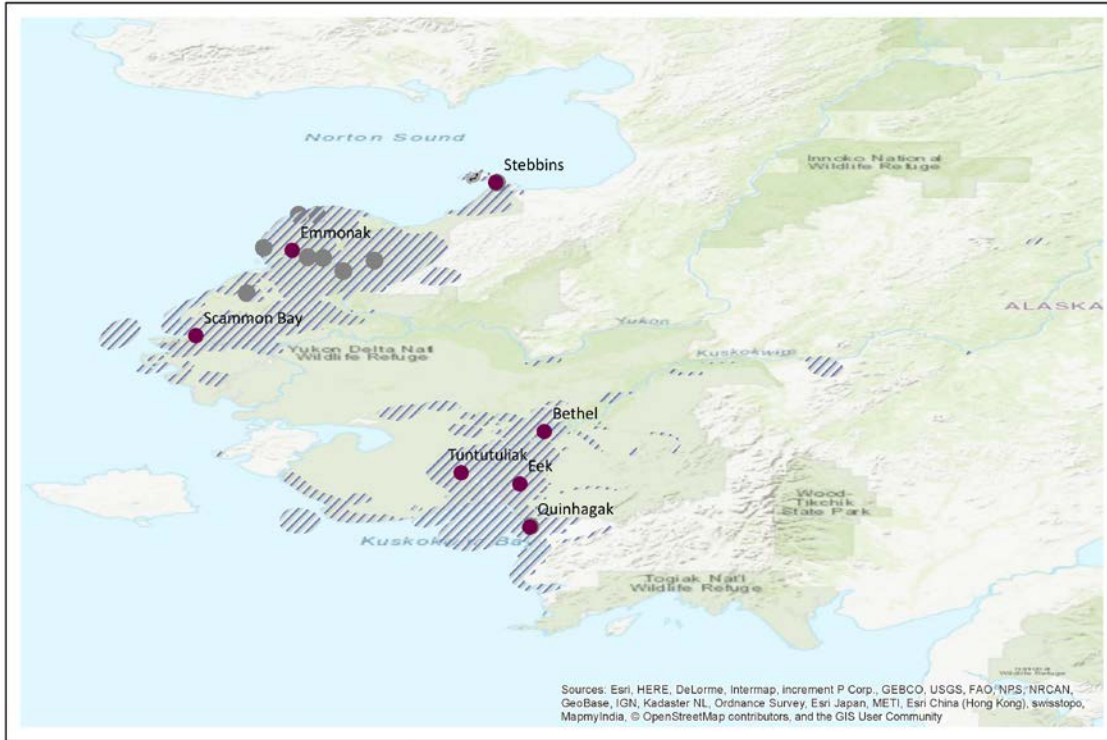 Norton Sound
Stebbins
Innoko National
Wildlife Refuge
Emmonak
ALASKA
Scammon Bay
Yukon
Yukon Delta Nat'l
Wildlife Refuge
Kuskokwim
Bethel
Tuntutuliak
Eek
Wood-
Tikchik
State Park
Quinhagak
Kuskokwim Bay
Togiak Nat'l
Wildlife Refuge
Wildlife Refuge
Sources: Esri, HERE, DeLorme, Intermap, increment P Corp., GEBCO, USGS, FAO, NPS, NRCAN,
GeoBase, IGN, Kadaster NL, Ordnance Survey, Esri Japan, METI, Esri China (Hong Kong), swisstopo,
MapmyIndia, © OpenStreetMap contributors, and the GIS User Community